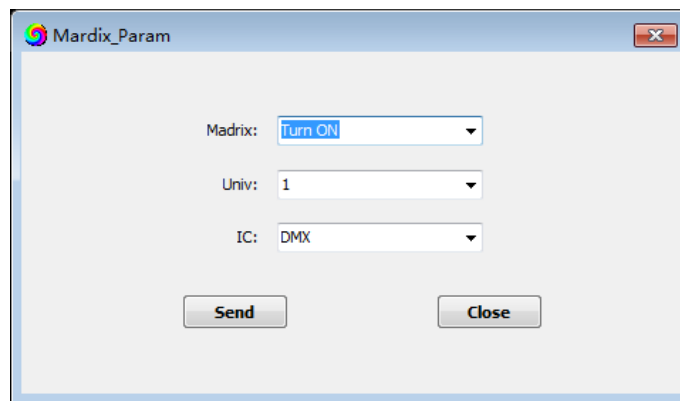 Mardix_Param
Madrix: Turn ON
Univ: 1
IC: DMX
Send Close